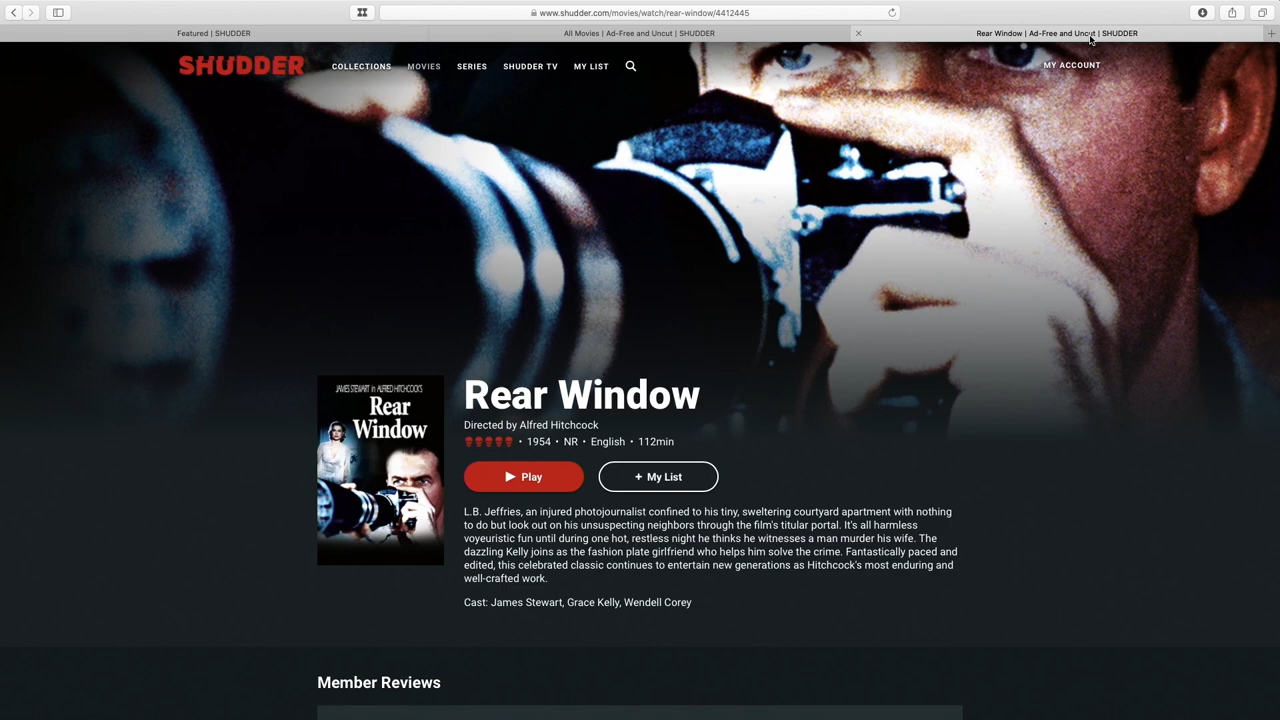 www.shudder.com/movies/watch/rear-window/4412445
Featured | SHUDDER
All Movies | Ad-Free and Uncut | SHUDDER
Rear Window | Ad-Free and Uncut | SHUDDER
SHUDDER
COLLECTIONS
MOVIES
SERIES
SHUDDER TV
MY LIST
MY ACCOUNT
JAMES STEWART in ALFRED HITCHCOCK'S
Rear
Window
Rear Window
Directed by Alfred Hitchcock
• 1954 • NR • English • 112min
Play
+ My List
L.B. Jeffries, an injured photojournalist confined to his tiny, sweltering courtyard apartment with nothing
to do but look out on his unsuspecting neighbors through the film's titular portal. It's all harmless
voyeuristic fun until during one hot, restless night he thinks he witnesses a man murder his wife. The
dazzling Kelly joins as the fashion plate girlfriend who helps him solve the crime. Fantastically paced and
edited, this celebrated classic continues to entertain new generations as Hitchcock's most enduring and
well-crafted work.
Cast: James Stewart, Grace Kelly, Wendell Corey
Member Reviews